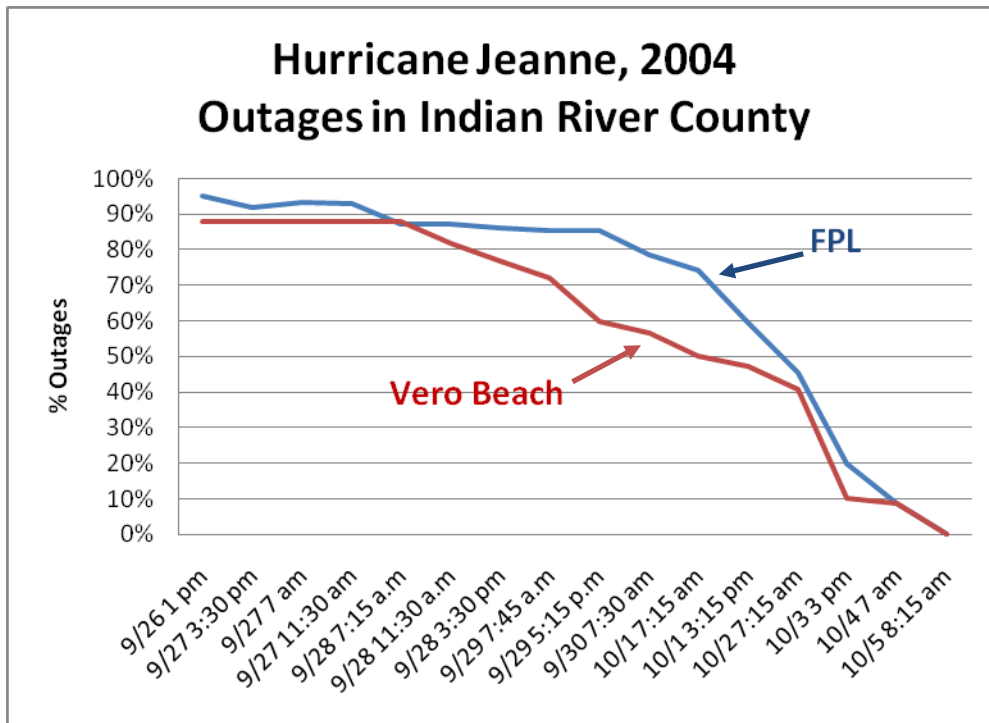 Hurricane Jeanne, 2004
Outages in Indian River County
100%
90%
80%
70%
60%
50%
40%
30%
20%
10%
0%
% Outages
FPL
Vero Beach
9/26 1 pm
9/27 3:30 pm
9/27 7 am
9/27 11:30 am
9/28 7:15 a.m
9/28 11:30 a.m
9/28 3:30 pm
9/29 7:45 a.m
9/29 5:15 p.m
9/30 7:30 am
10/1 7:15 am
10/1 3:15 pm
10/2 7:15 am
10/3 3 pm
10/4 7 am
10/5 8:15 am